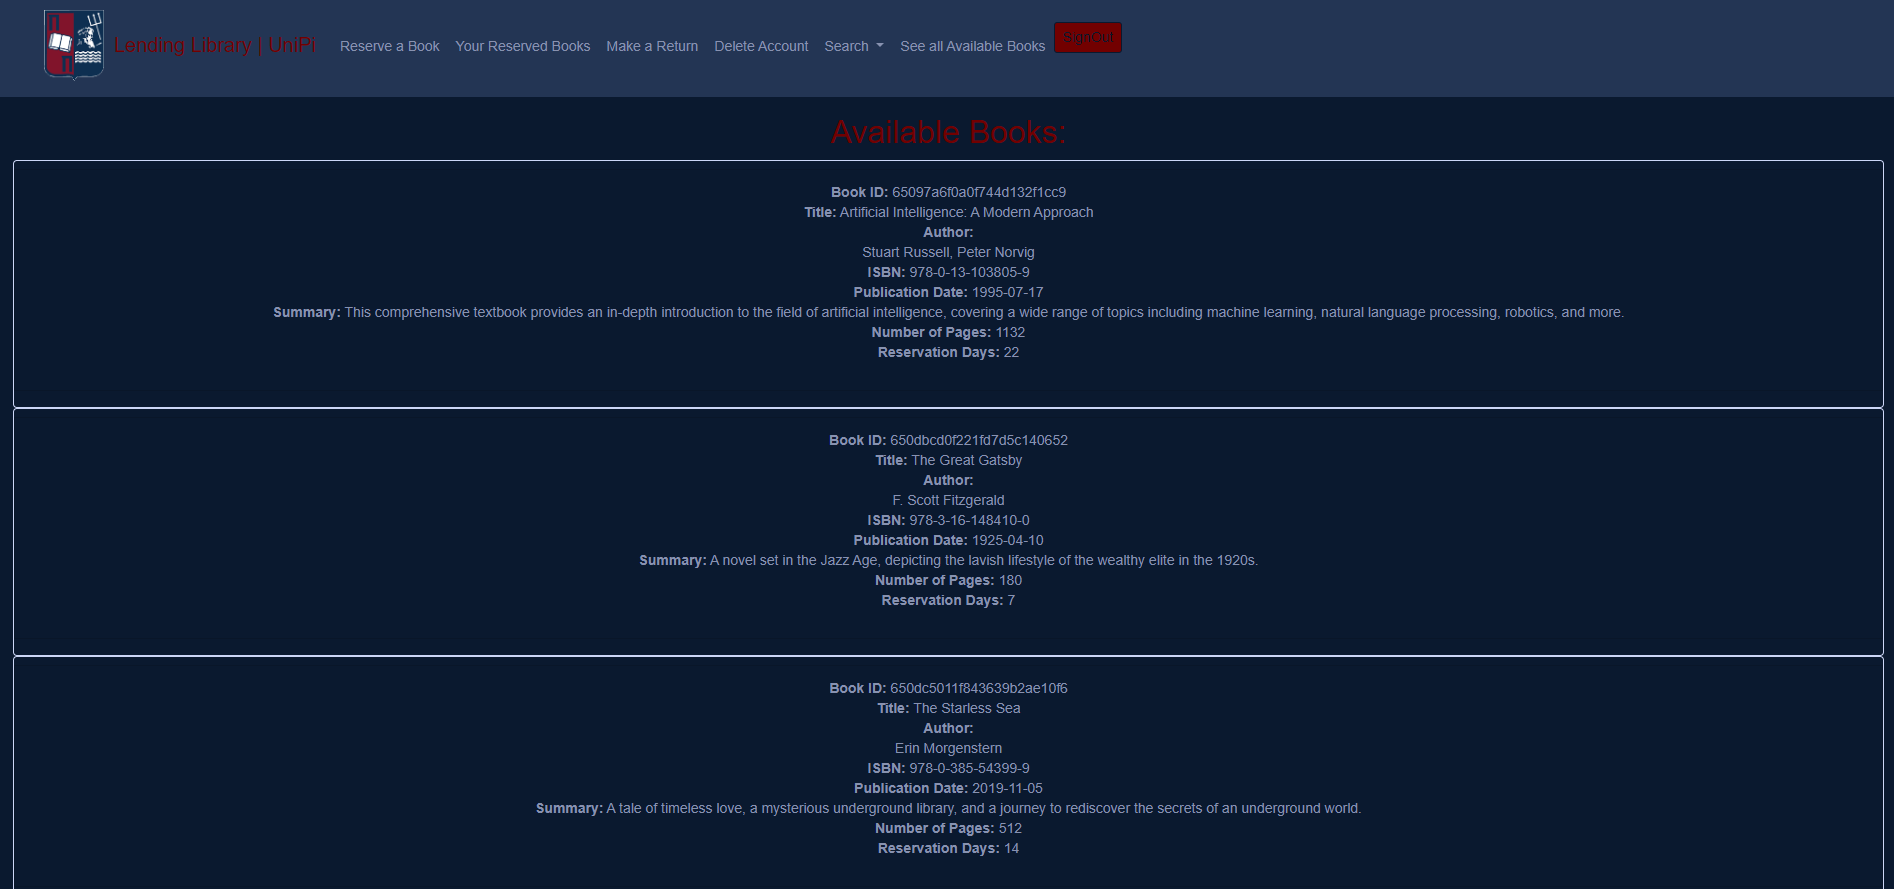 Lending Library | UniPi
Reserve a Book
Your Reserved Books
Make a Return
Delete Account
Search
See all Available Books
SignOut
Available Books:
Book ID: 65097a6f0a0f744d132f1cc9
Title: Artificial Intelligence: A Modern Approach
Author:
Stuart Russell, Peter Norvig
ISBN: 978-0-13-103805-9
Publication Date: 1995-07-17
Summary: This comprehensive textbook provides an in-depth introduction to the field of artificial intelligence, covering a wide range of topics including machine learning, natural language processing, robotics, and more.
Number of Pages: 1132
Reservation Days: 22
Book ID: 650dbcd0f221fd7d5c140652
Title: The Great Gatsby
Author:
F. Scott Fitzgerald
ISBN: 978-3-16-148410-0
Publication Date: 1925-04-10
Summary: A novel set in the Jazz Age, depicting the lavish lifestyle of the wealthy elite in the 1920s.
Number of Pages: 180
Reservation Days: 7
Book ID: 650dc5011f843639b2ae10f6
Title: The Starless Sea
Author:
Erin Morgenstern
ISBN: 978-0-385-54399-9
Publication Date: 2019-11-05
Summary: A tale of timeless love, a mysterious underground library, and a journey to rediscover the secrets of an underground world.
Number of Pages: 512
Reservation Days: 14